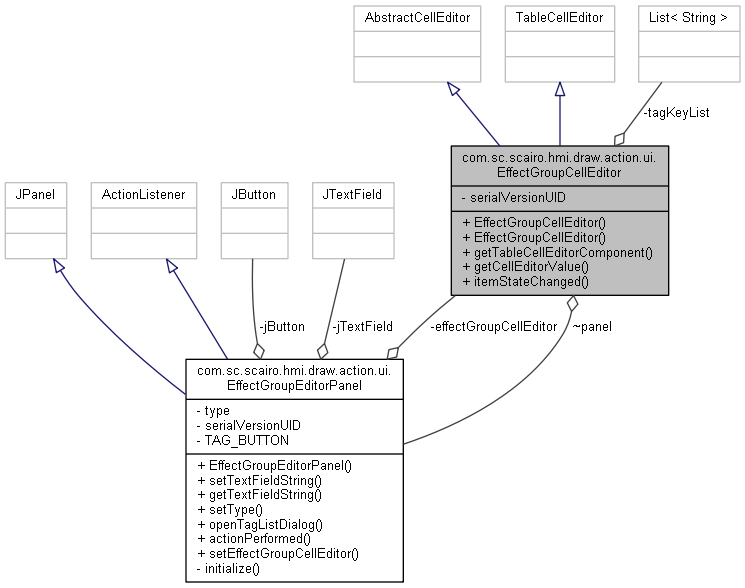 AbstractCellEditor
TableCellEditor
List< String >
-tagKeyList
com.sc.scairo.hmi.draw.action.ui.
EffectGroupCellEditor
- serialVersionUID
+ EffectGroupCellEditor()
+ EffectGroupCellEditor()
+ getTableCellEditorComponent()
+ getCellEditorValue()
+ itemStateChanged()
JPanel
ActionListener
JButton
JTextField
-jButton
-jTextField
-effectGroupCellEditor
~panel
com.sc.scairo.hmi.draw.action.ui.
EffectGroupEditorPanel
- type
- serialVersionUID
- TAG_BUTTON
+ EffectGroupEditorPanel()
+ setTextFieldString()
+ getTextFieldString()
+ setType()
+ openTagListDialog()
+ actionPerformed()
+ setEffectGroupCellEditor()
- initialize()